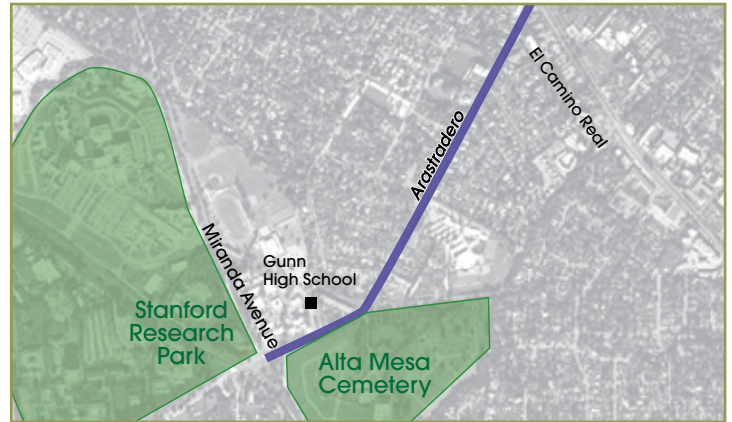 El Camino Real
Arastradero
Miranda Avenue
Gunn
High School
Stanford
Research
Park
Alta Mesa
Cemetery